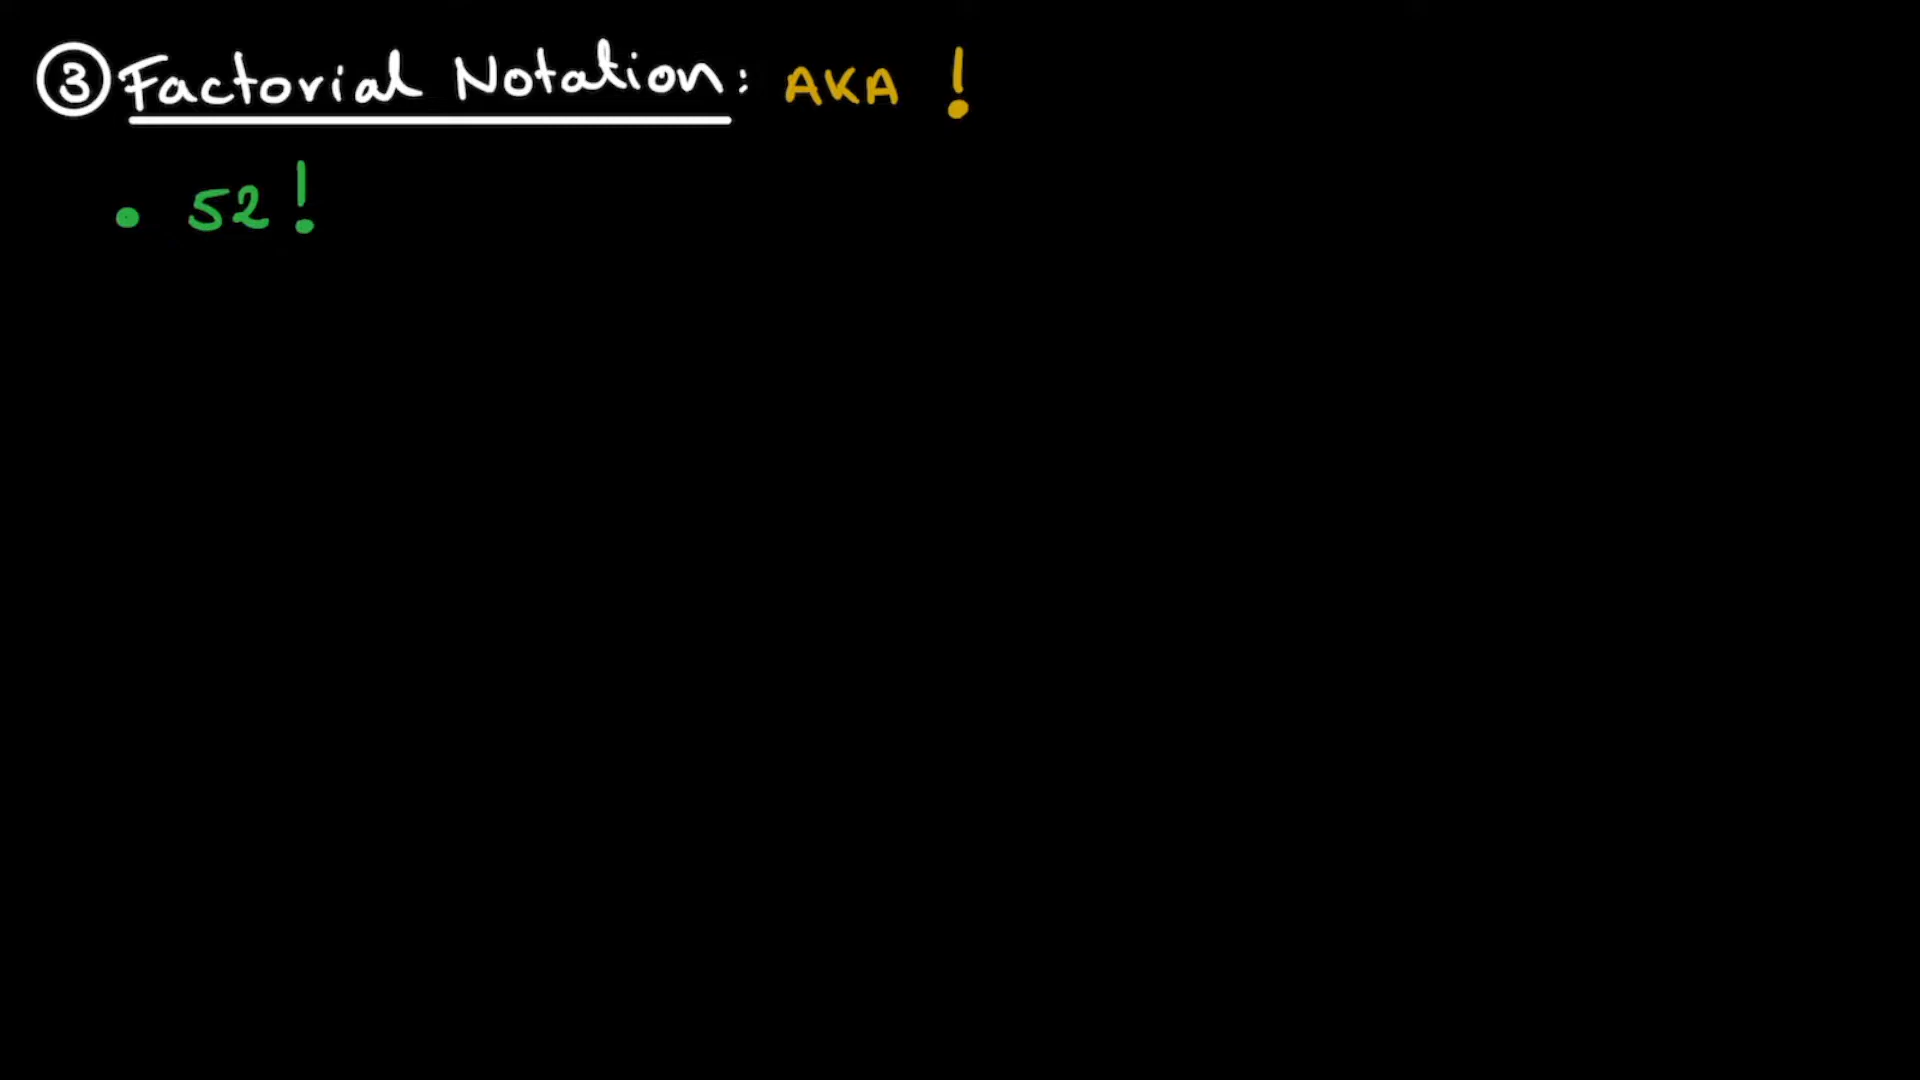 ③ Factorial Notation: AKA !
• 52!